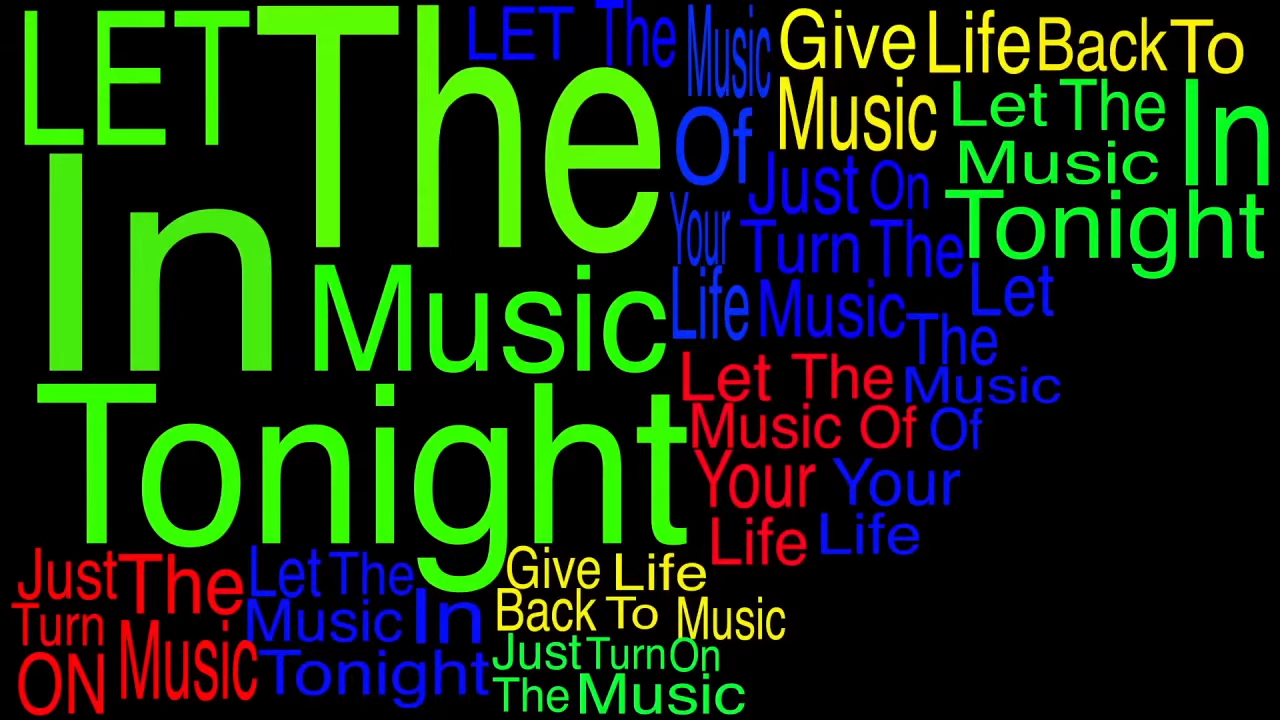 LET The
In Music
Tonight
LET The Music
Of
Your
Life
Give Life Back To
Music
Let The
Music In
Tonight
Just On
Turn The
Music
Let
The
Music
Of
Your
Life
Let The
Music Of
Your
Life
Just The
Turn
ON Music
Let The
Music In
Tonight
Give Life
Back To Music
Just Turn On
The Music